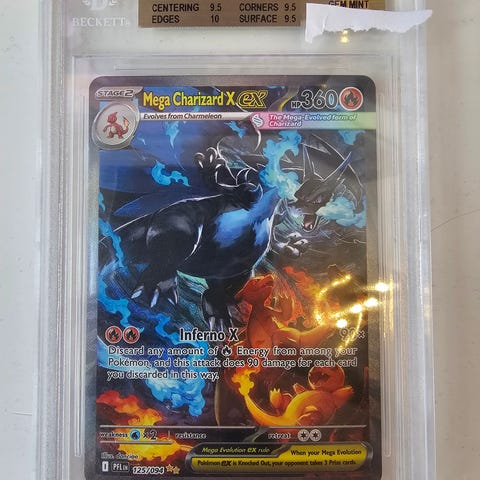 BECKETT
CENTERING 9.5 CORNERS 9.5
EDGES 10 SURFACE 9.5
GEM MINT
STAGE2 Mega Charizard X ex HP 360
Evolves from Charmeleon
The Mega-Evolved form of
Charizard
Inferno X 90×
Discard any amount of Energy from among your
Pokémon, and this attack does 90 damage for each card
you discarded in this way.
weakness ×2 resistance retreat
Mega Evolution ex rule
When your Mega Evolution
Pokémon ex is Knocked Out, your opponent takes 3 Prize cards.
Illus. danciao
I PFL EN 125/094